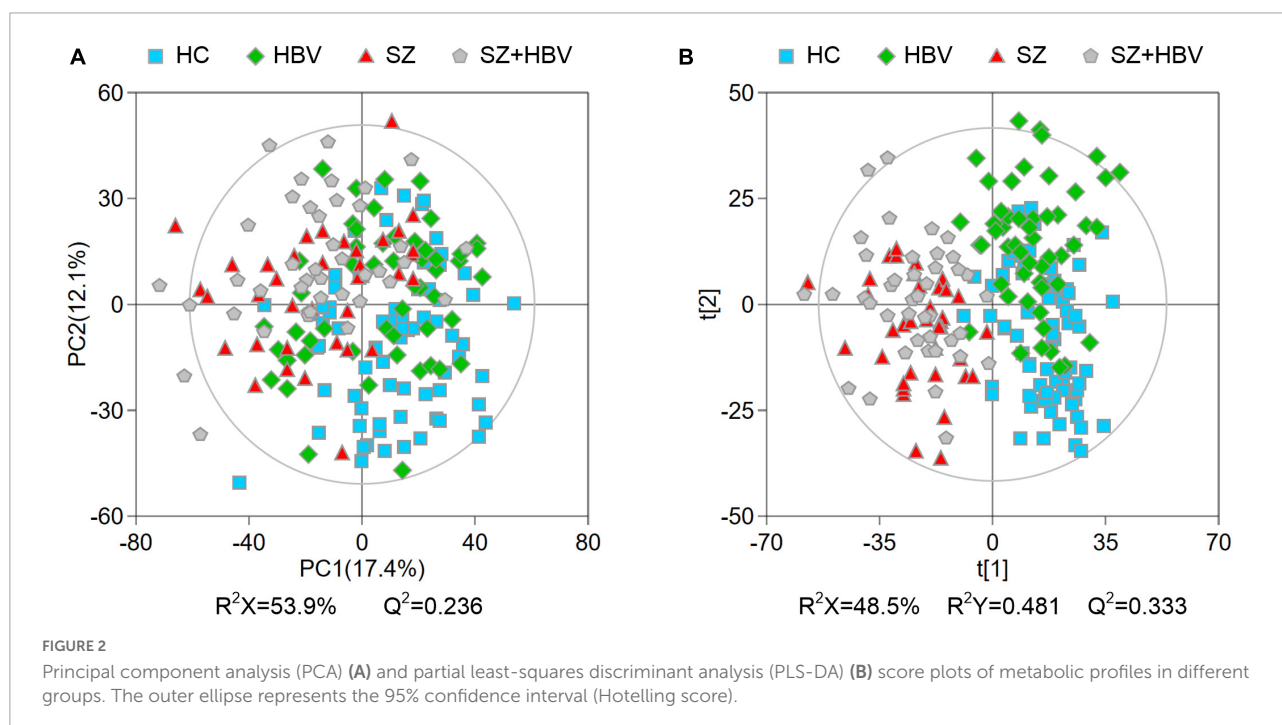 A HC HBV SZ SZ+HBV
60
30
0
-30
-60
PC2(12.1%)
-80 -40 0 40 80
PC1(17.4%)
R²X=53.9% Q²=0.236
B HC HBV SZ SZ+HBV
50
25
0
-25
-50
t[2]
-70 -35 0 35 70
t[1]
R²X=48.5% R²Y=0.481 Q²=0.333
FIGURE 2
Principal component analysis (PCA) (A) and partial least-squares discriminant analysis (PLS-DA) (B) score plots of metabolic profiles in different
groups. The outer ellipse represents the 95% confidence interval (Hotelling score).